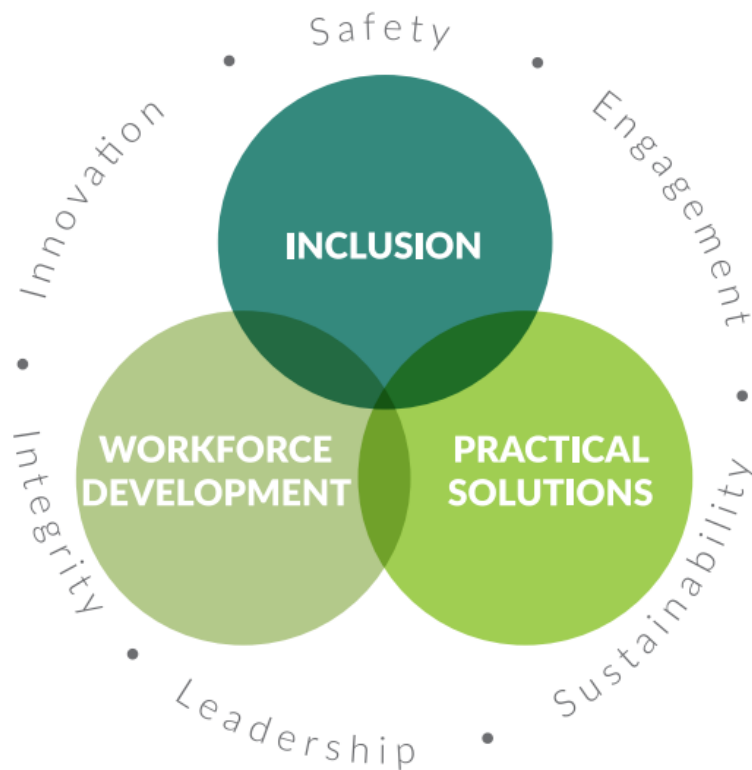 Safety
Engagement
Sustainability
Leadership
Integrity
Innovation
INCLUSION
WORKFORCE
DEVELOPMENT
PRACTICAL
SOLUTIONS